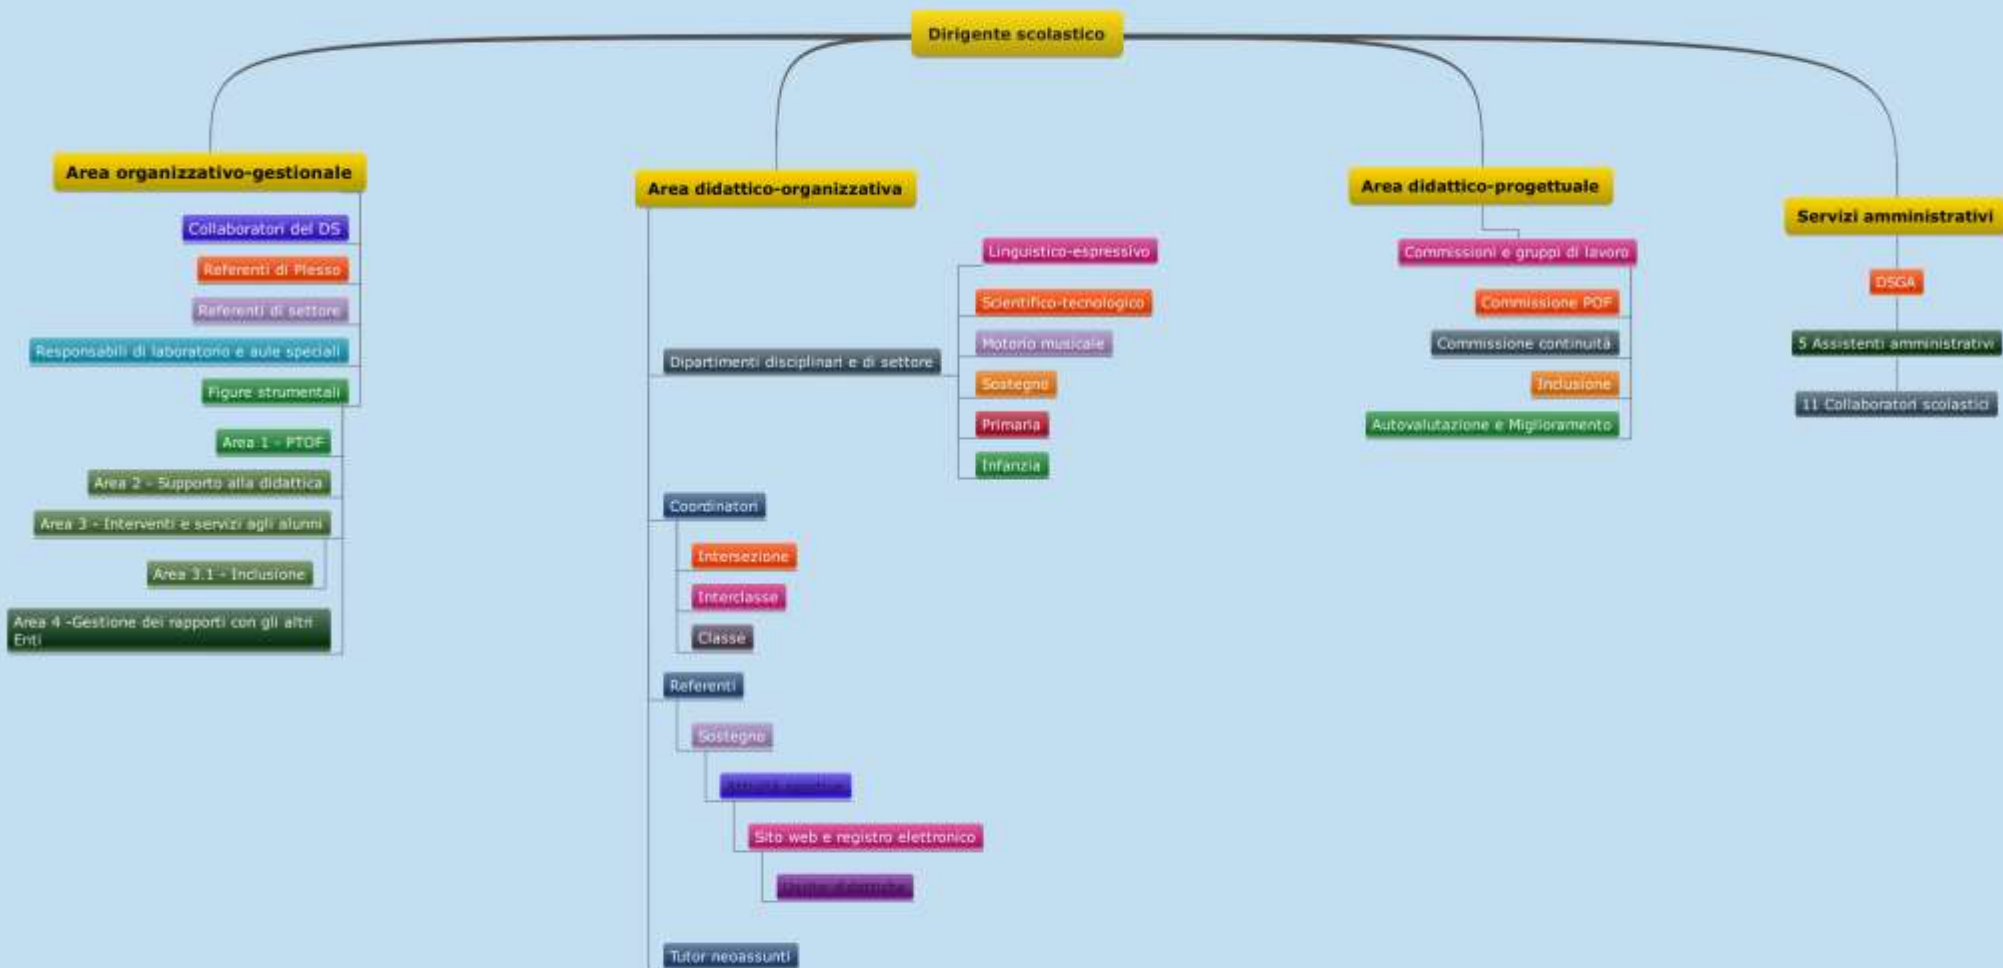 Dirigente scolastico
Area organizzativo-gestionale
Collaboratori del DS
Referenti di Plesso
Referenti di settore
Responsabili di laboratorio e aule speciali
Figure strumentali
Area 1 - PTOF
Area 2 - Supporto alla didattica
Area 3 - Interventi e servizi agli alunni
Area 3.1 - Inclusione
Area 4 -Gestione dei rapporti con gli altri
Enti
Area didattico-organizzativa
Dipartimenti disciplinari e di settore
Linguistico-espressivo
Scientifico-tecnologico
Motorio musicale
Sostegno
Primaria
Infanzia
Coordinatori
Intersezione
Interclasse
Classe
Referenti
Sostegno
Sito web e registro elettronico
Tutor neoassunti
Area didattico-progettuale
Commissioni e gruppi di lavoro
Commissione POF
Commissione continuità
Inclusione
Autovalutazione e Miglioramento
Servizi amministrativi
DSGA
5 Assistenti amministrativi
11 Collaboratori scolastici